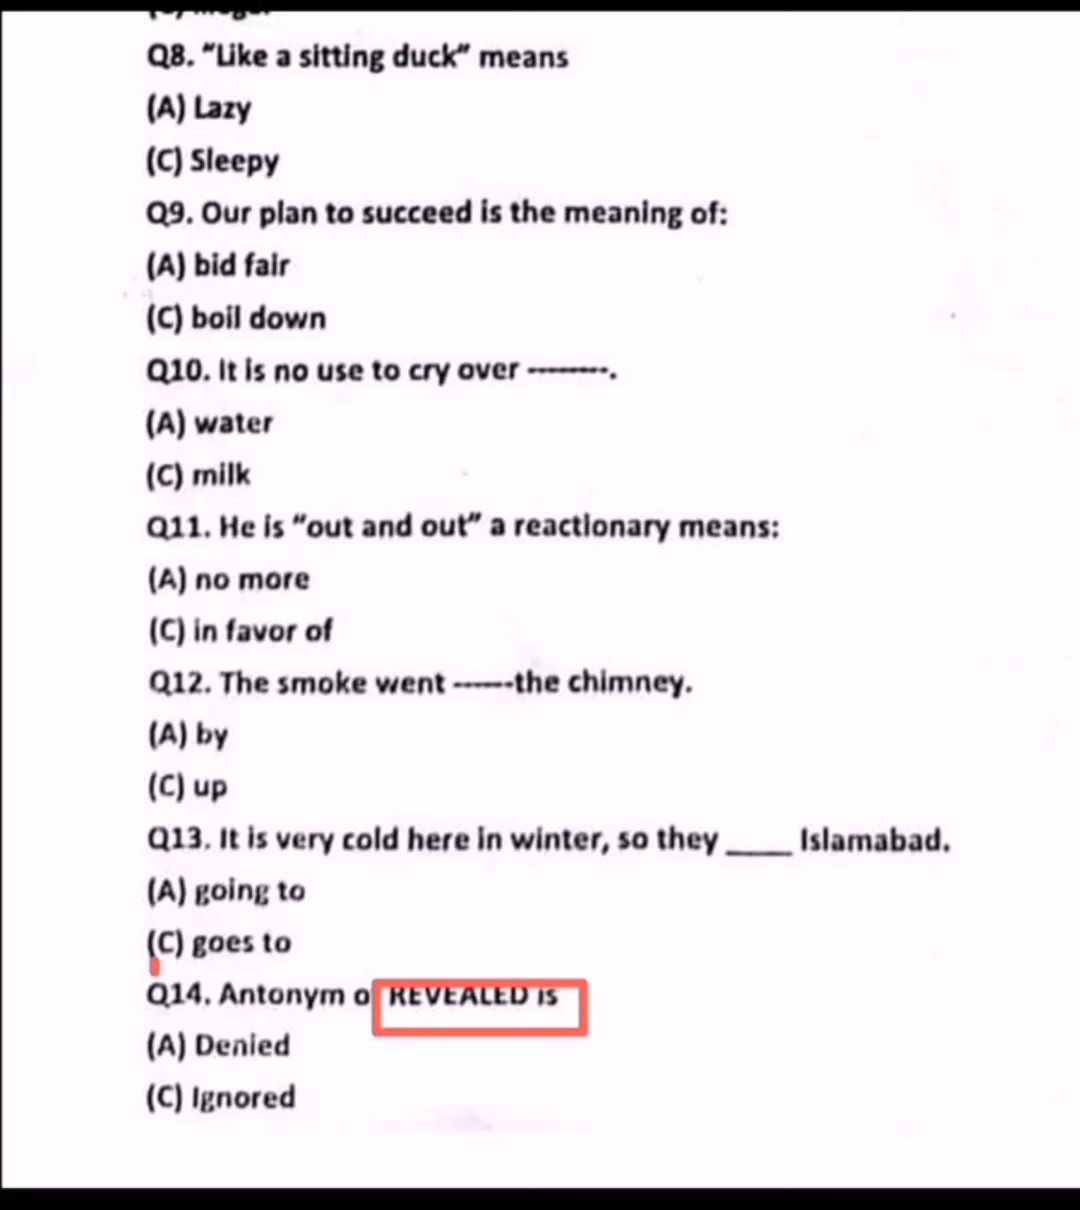 Q8. “Like a sitting duck” means
(A) Lazy
(C) Sleepy
Q9. Our plan to succeed is the meaning of:
(A) bid fair
(C) boil down
Q10. It is no use to cry over --------.
(A) water
(C) milk
Q11. He is “out and out” a reactionary means:
(A) no more
(C) in favor of
Q12. The smoke went ------the chimney.
(A) by
(C) up
Q13. It is very cold here in winter, so they ____ Islamabad.
(A) going to
(C) goes to
Q14. Antonym o REVEALED is
(A) Denied
(C) Ignored